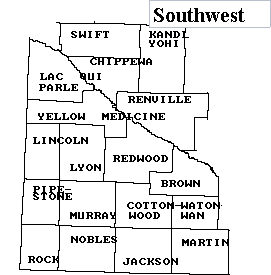 Southwest
SWIFT
KANDI
YOHI
CHIPPEWA
LAC QUI
PARLE
RENVILLE
YELLOW MEDICINE
LINCOLN
LYON
REDWOOD
BROWN
PIPE-
STONE
MURRAY
COTTON-
WOOD
WATON
WAN
NOBLES
MARTIN
ROCK
JACKSON